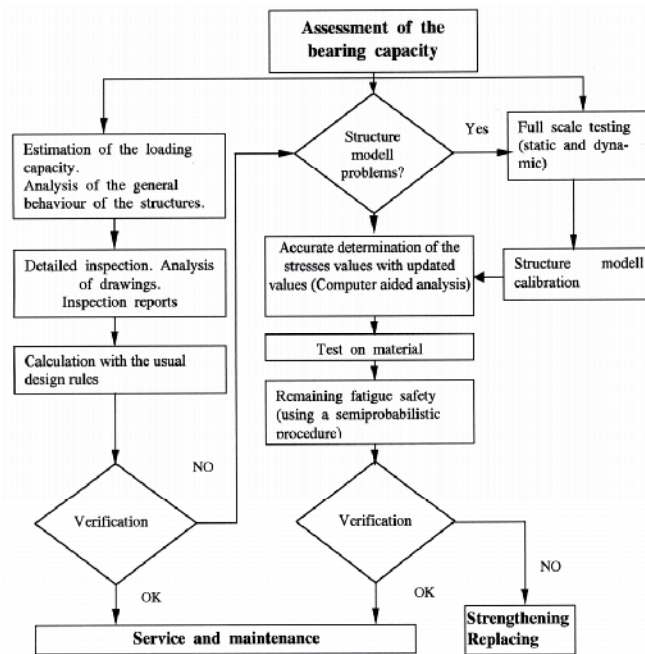 Assessment of the
bearing capacity
Estimation of the loading
capacity.
Analysis of the general
behaviour of the structures.
Structure
modell
problems?
Yes
Full scale testing
(static and dyna-
mic)
Detailed inspection. Analysis
of drawings.
Inspection reports
Accurate determination of the
stresses values with updated
values (Computer aided analysis)
Structure modell
calibration
Calculation with the usual
design rules
Test on material
Remaining fatigue safety
(using a semiprobabilistic
procedure)
NO
Verification
Verification
NO
OK
OK
Service and maintenance
Strengthening
Replacing